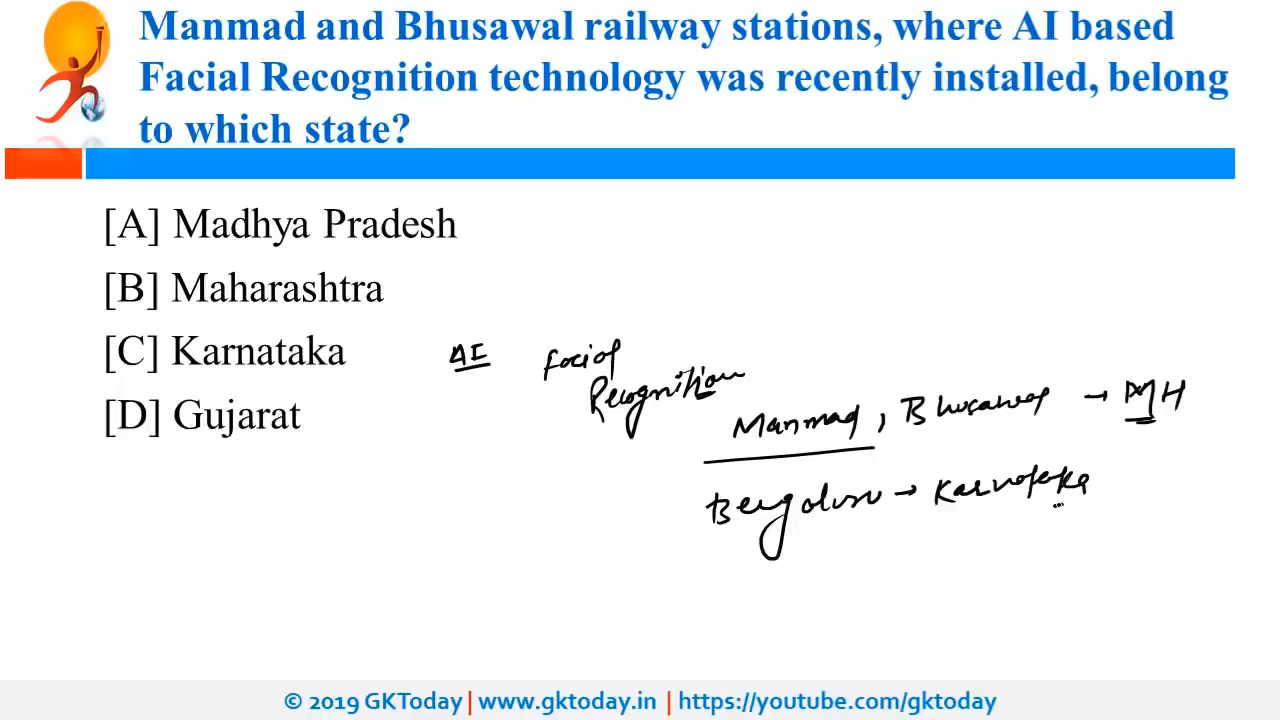 Manmad and Bhusawal railway stations, where AI based
Facial Recognition technology was recently installed, belong
to which state?
[A] Madhya Pradesh
[B] Maharashtra
[C] Karnataka
[D] Gujarat
AI Facial
Recognition
Manmad, Bhusawal → MH
Bengaluru → Karnataka
© 2019 GKToday | www.gktoday.in | https://youtube.com/gktoday